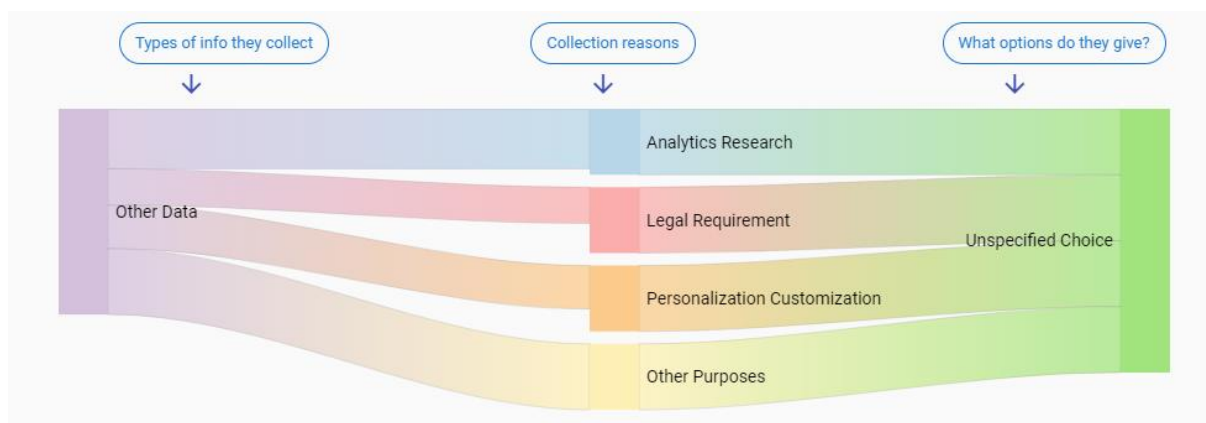 Types of info they collect
Collection reasons
What options do they give?
Analytics Research
Other Data
Legal Requirement
Unspecified Choice
Personalization Customization
Other Purposes